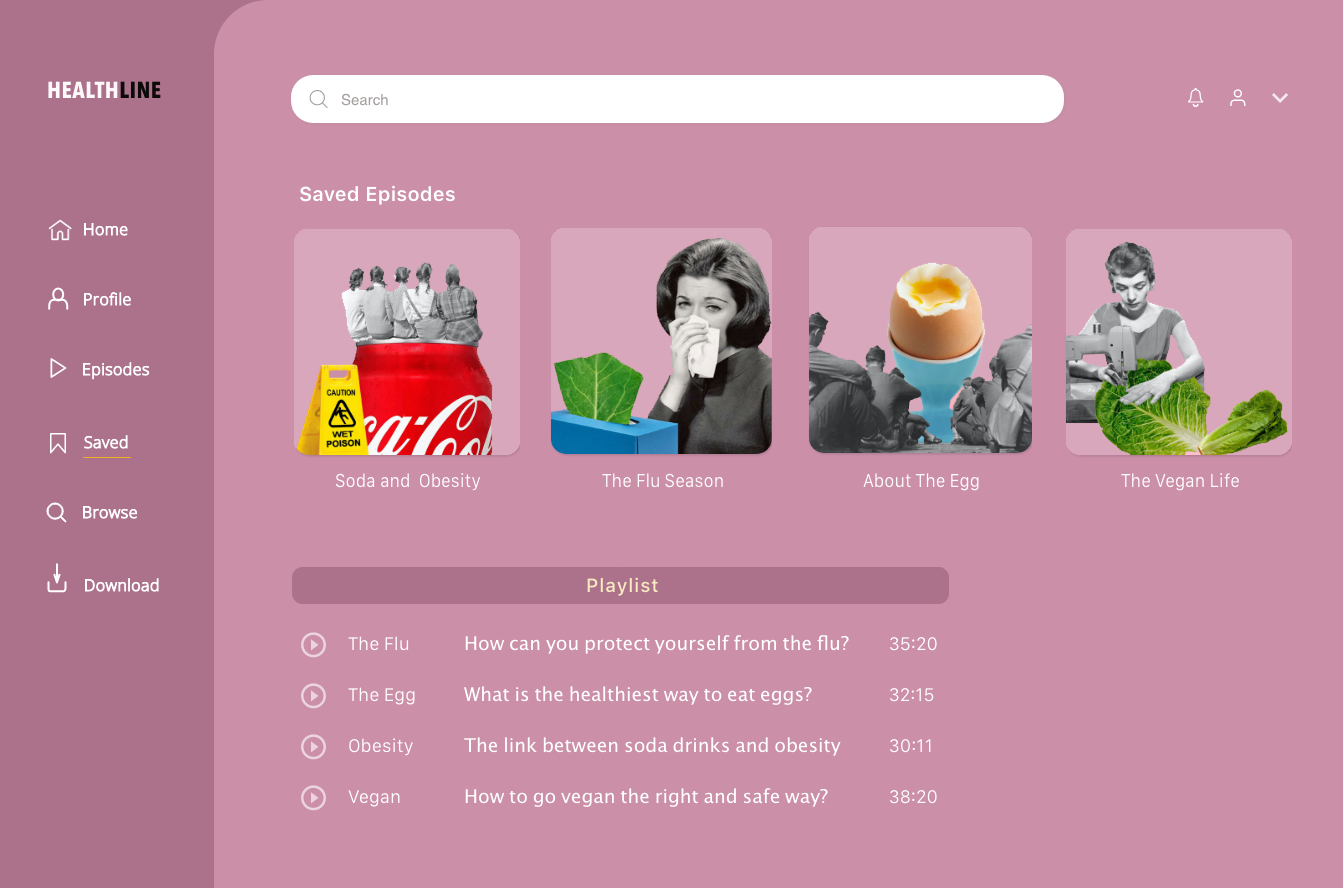 HEALTHLINE
Search
Home
Profile
Episodes
Saved
Browse
Download
Saved Episodes
CAUTION
WET
POISON
Coca-Cola
Soda and Obesity
The Flu Season
About The Egg
The Vegan Life
Playlist
The Flu How can you protect yourself from the flu? 35:20
The Egg What is the healthiest way to eat eggs? 32:15
Obesity The link between soda drinks and obesity 30:11
Vegan How to go vegan the right and safe way? 38:20